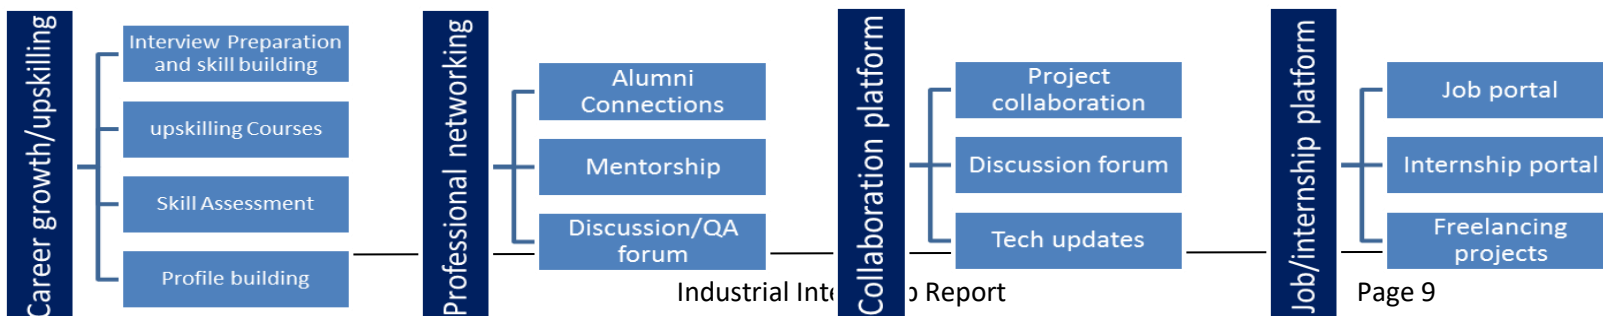 Career growth/upskilling
Interview Preparation
and skill building
upskilling Courses
Skill Assessment
Profile building
Professional networking
Alumni
Connections
Mentorship
Discussion/QA
forum
Collaboration platform
Project
collaboration
Discussion forum
Tech updates
Job/internship platform
Job portal
Internship portal
Freelancing
projects
Industrial Report
Page 9